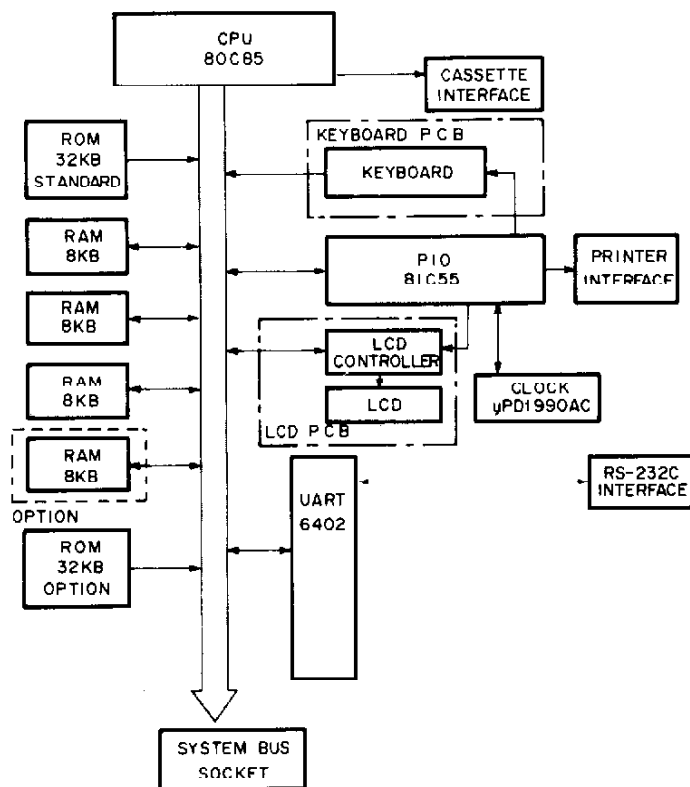 CPU
80C85
CASSETTE
INTERFACE
KEYBOARD P C B
KEYBOARD
ROM
32KB
STANDARD
RAM
8KB
PIO
81C55
PRINTER
INTERFACE
RAM
8KB
LCD
CONTROLLER
LCD
LCD P C B
CLOCK
μPD1990AC
RAM
8KB
RAM
8KB
OPTION
UART
6402
RS-232C
INTERFACE
ROM
32KB
OPTION
SYSTEM BUS
SOCKET